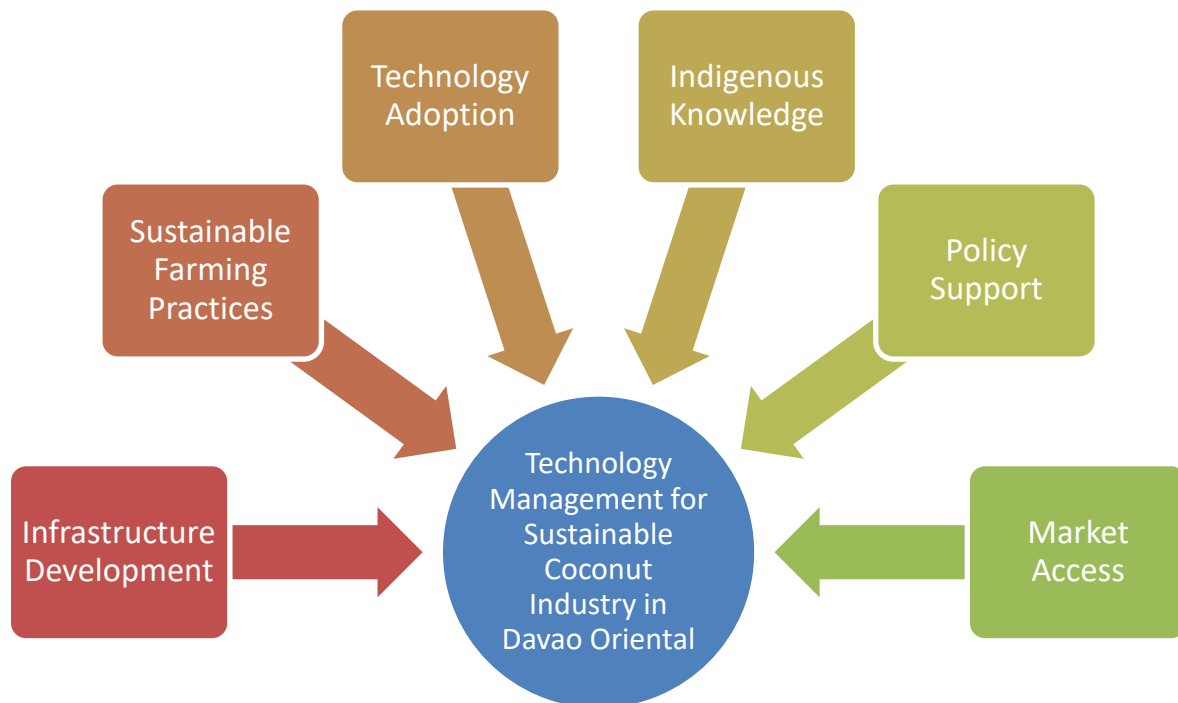 Technology
Adoption
Indigenous
Knowledge
Sustainable
Farming
Practices
Policy
Support
Infrastructure
Development
Technology
Management for
Sustainable
Coconut
Industry in
Davao Oriental
Market
Access